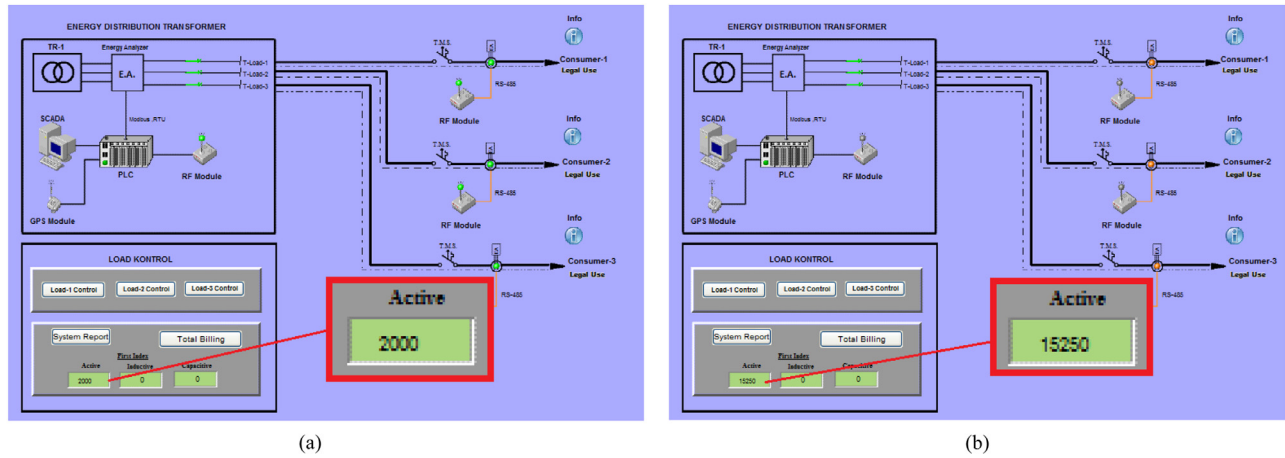 Info
ENERGY DISTRIBUTION TRANSFORMER
TR-1
Energy Analyzer
E.A.
T-Load-1
T-Load-2
T-Load-3
T.M.S.
Consumer-1
Legal Use
RS-485
RF Module
Modbus ,RTU
SCADA
PLC
RF Module
GPS Module
Info
T.M.S.
Consumer-2
Legal Use
RS-485
RF Module
Info
T.M.S.
Consumer-3
Legal Use
RS-485
LOAD KONTROL
Load-1 Control Load-2 Control Load-3 Control
System Report Total Billing
First Index
Active Inductive Capacitive
2000 0 0
Active
2000
(a)
Info
ENERGY DISTRIBUTION TRANSFORMER
TR-1
Energy Analyzer
E.A.
T-Load-1
T-Load-2
T-Load-3
T.M.S.
Consumer-1
Legal Use
RS-485
RF Module
Modbus ,RTU
SCADA
PLC
RF Module
GPS Module
Info
T.M.S.
Consumer-2
Legal Use
RS-485
RF Module
Info
T.M.S.
Consumer-3
Legal Use
RS-485
LOAD KONTROL
Load-1 Control Load-2 Control Load-3 Control
System Report Total Billing
First Index
Active Inductive Capacitive
15250 0 0
Active
15250
(b)